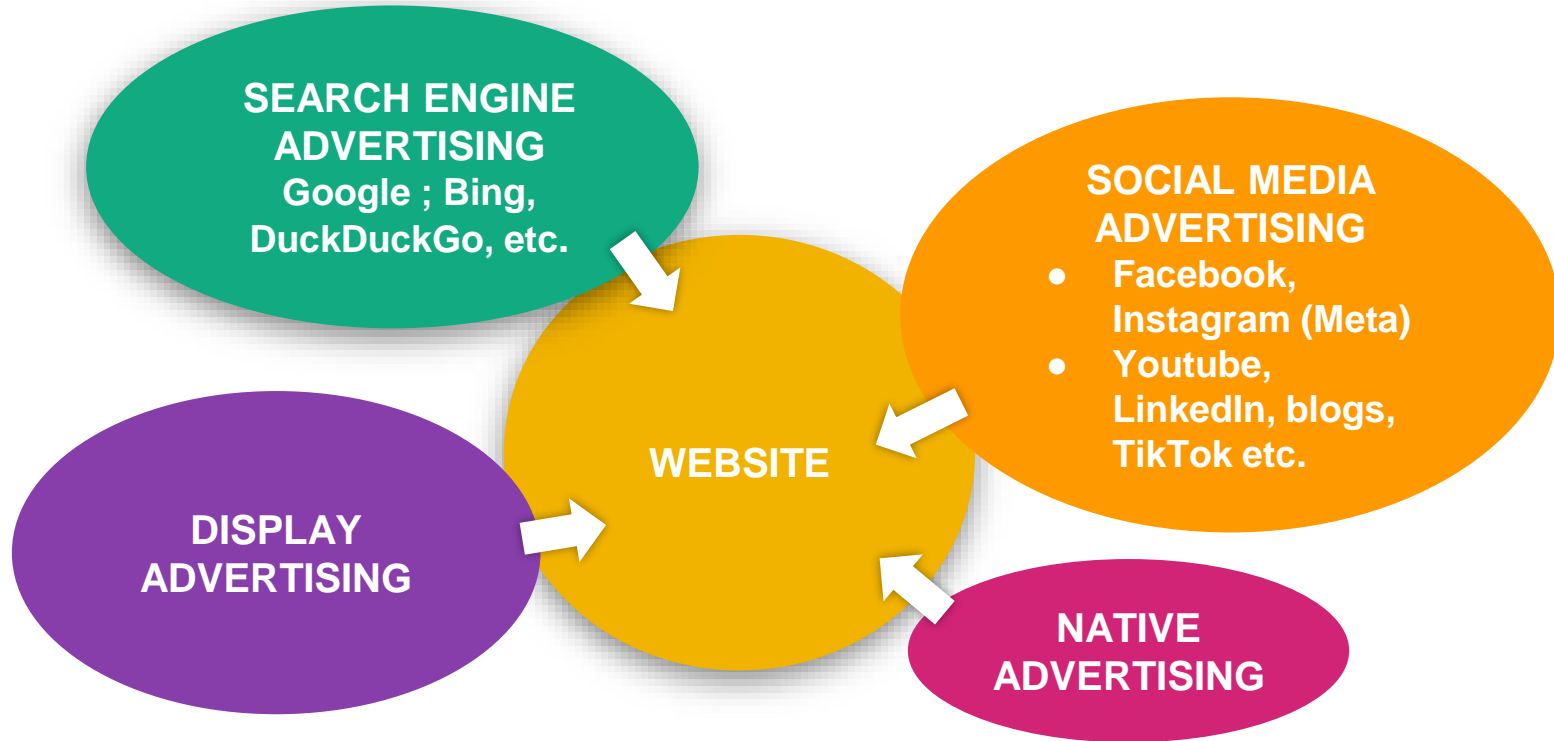 SEARCH ENGINE
ADVERTISING
Google ; Bing,
DuckDuckGo, etc.
SOCIAL MEDIA
ADVERTISING
● Facebook,
Instagram (Meta)
● Youtube,
LinkedIn, blogs,
TikTok etc.
WEBSITE
DISPLAY
ADVERTISING
NATIVE
ADVERTISING